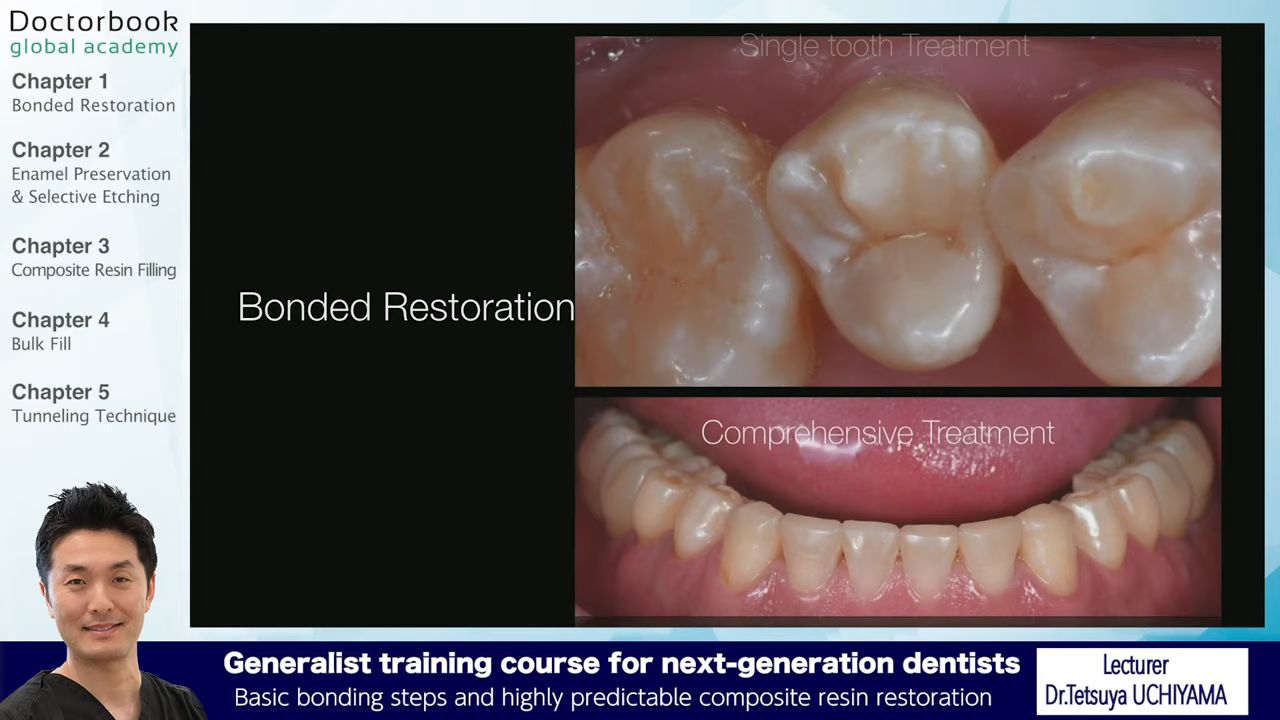 Doctorbook
global academy
Chapter 1
Bonded Restoration
Chapter 2
Enamel Preservation
& Selective Etching
Chapter 3
Composite Resin Filling
Chapter 4
Bulk Fill
Chapter 5
Tunneling Technique
Single tooth Treatment
Bonded Restoration
Comprehensive Treatment
Generalist training course for next-generation dentists
Basic bonding steps and highly predictable composite resin restoration
Lecturer
Dr.Tetsuya UCHIYAMA